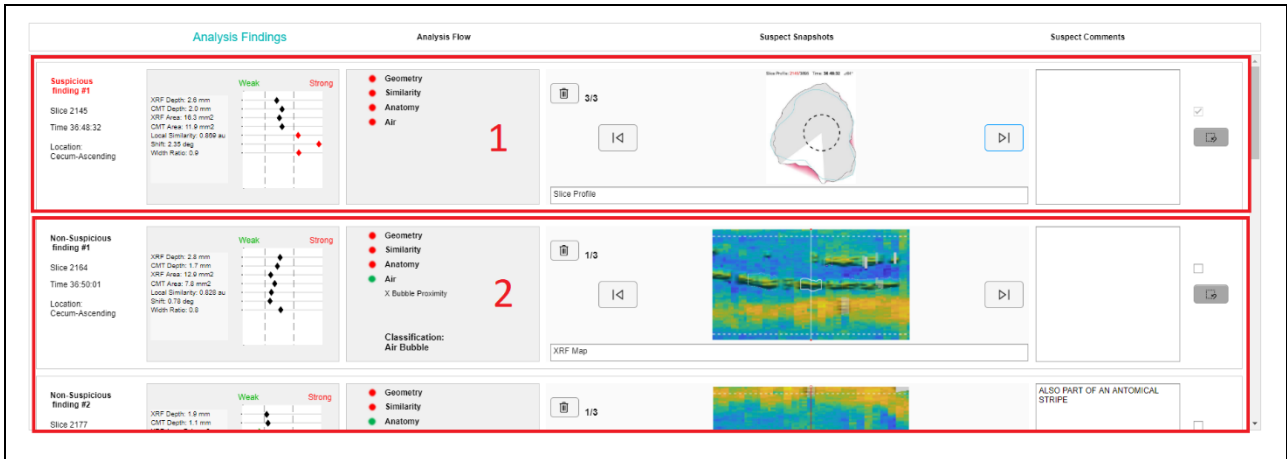 Analysis Findings
Analysis Flow
Suspect Snapshots
Suspect Comments
Suspicious
finding #1
Slice 2145
Time 36:48:32
Location:
Cecum-Ascending
Weak
Strong
XRF Depth: 2.6 mm
CMT Depth: 2.0 mm
XRF Area: 16.3 mm2
CMT Area: 11.9 mm2
Local Similarity: 0.859 au
Shift: 2.35 deg
Width Ratio: 0.9
Geometry
Similarity
Anatomy
Air
1
3/3
Slice Profile
Non-Suspicious
finding #1
Slice 2164
Time 36:50:01
Location:
Cecum-Ascending
Weak
Strong
XRF Depth: 2.8 mm
CMT Depth: 1.7 mm
XRF Area: 12.9 mm2
CMT Area: 7.8 mm2
Local Similarity: 0.828 au
Shift: 0.78 deg
Width Ratio: 0.8
Geometry
Similarity
Anatomy
Air
X Bubble Proximity
Classification:
Air Bubble
2
1/3
XRF Map
Non-Suspicious
finding #2
Slice 2177
Weak
Strong
XRF Depth: 1.9 mm
CMT Depth: 1.1 mm
Geometry
Similarity
Anatomy
1/3
ALSO PART OF AN ANTOMICAL
STRIPE